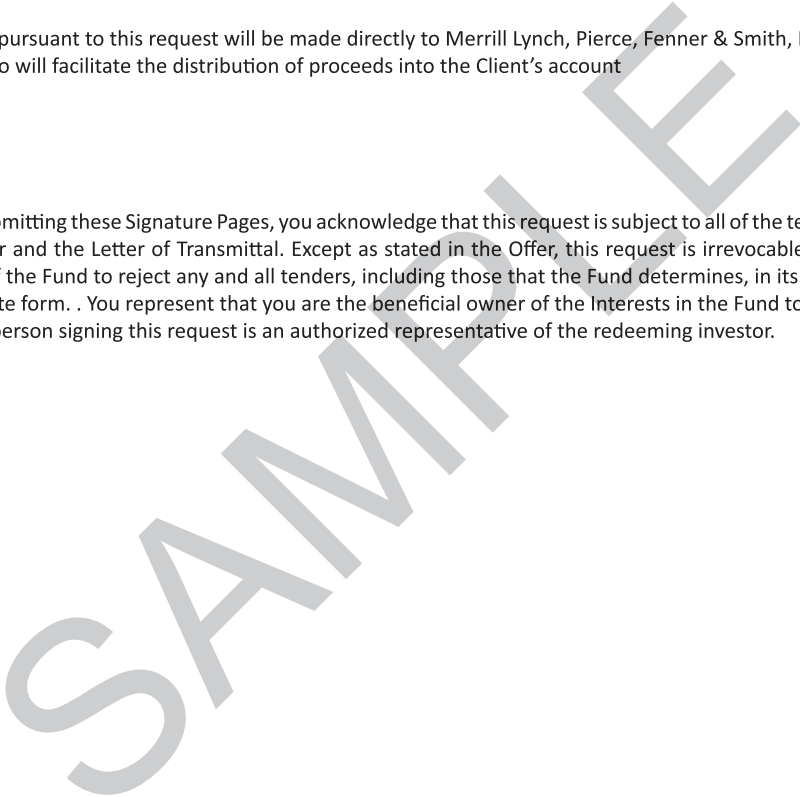 pursuant to this request will be made directly to Merrill Lynch, Pierce, Fenner & Smith,
o will facilitate the distribution of proceeds into the Client’s account
mitting these Signature Pages, you acknowledge that this request is subject to all of the te
r and the Letter of Transmittal. Except as stated in the Offer, this request is irrevocable
f the Fund to reject any and all tenders, including those that the Fund determines, in its
te form. . You represent that you are the beneficial owner of the Interests in the Fund to
erson signing this request is an authorized representative of the redeeming investor.
SAMPLE